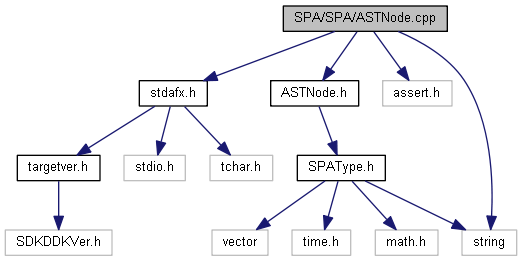 SPA/SPA/ASTNode.cpp
stdafx.h
ASTNode.h
assert.h
targetver.h
stdio.h
tchar.h
SPAType.h
SDKDDKVer.h
vector
time.h
math.h
string